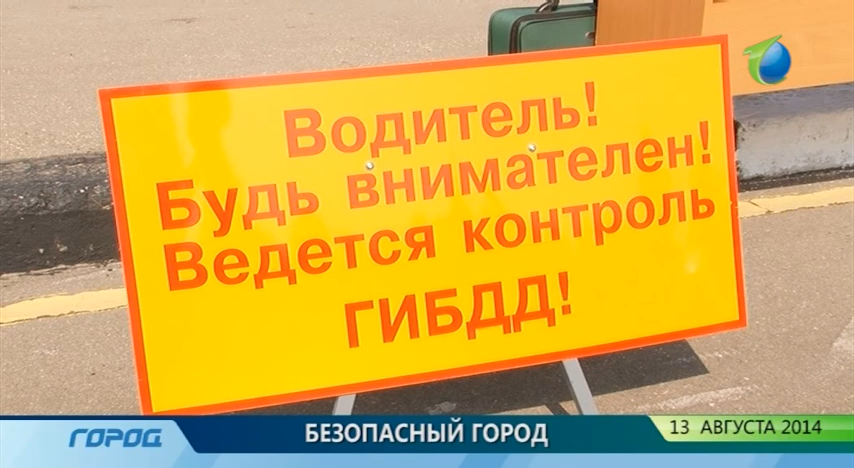 Водитель!
Будь внимателен!
Ведется контроль
ГИБДД!
ГОРОД
БЕЗОПАСНЫЙ ГОРОД
13 АВГУСТА 2014